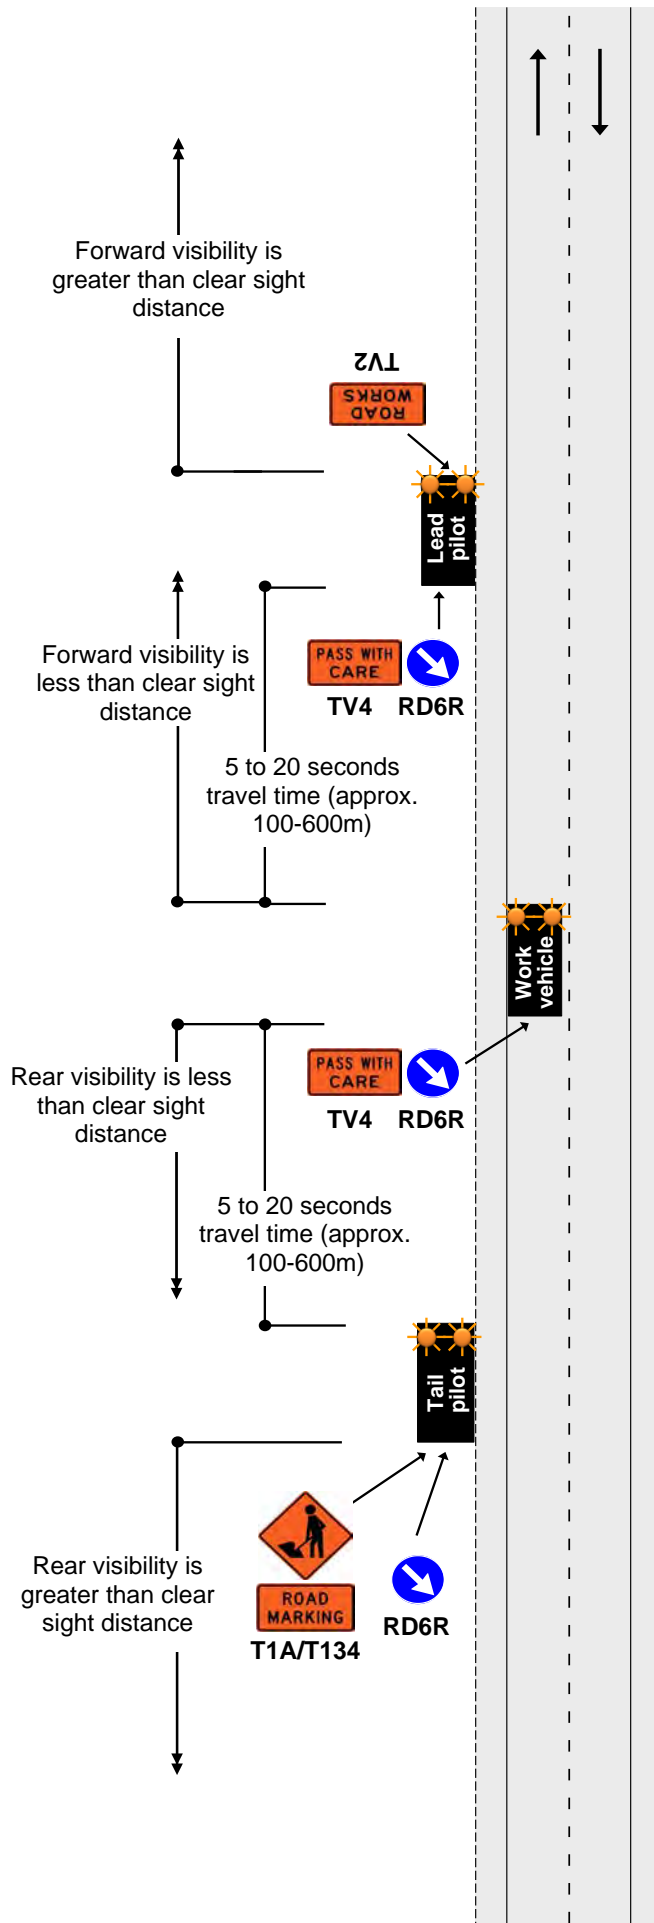 Forward visibility is
greater than clear sight
distance
TV2
ROAD
WORKS
Lead
pilot
PASS WITH
CARE
TV4 RD6R
Forward visibility is
less than clear sight
distance
5 to 20 seconds
travel time (approx.
100-600m)
Work
vehicle
PASS WITH
CARE
TV4 RD6R
Rear visibility is less
than clear sight
distance
5 to 20 seconds
travel time (approx.
100-600m)
Tail
pilot
ROAD
MARKING
T1A/T134
RD6R
Rear visibility is
greater than clear
sight distance